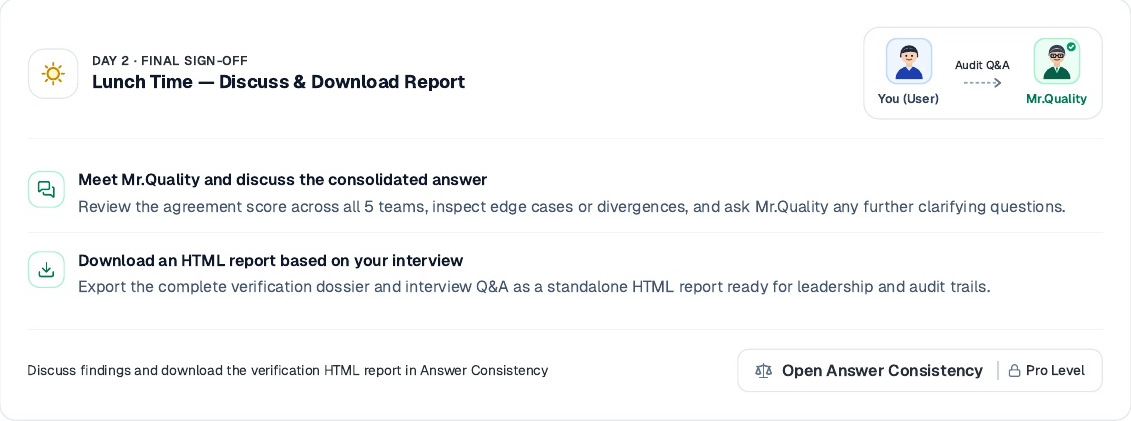 DAY 2 · FINAL SIGN-OFF
Lunch Time — Discuss & Download Report
Audit Q&A
You (User)
Mr.Quality
Meet Mr.Quality and discuss the consolidated answer
Review the agreement score across all 5 teams, inspect edge cases or divergences, and ask Mr.Quality any further clarifying questions.
Download an HTML report based on your interview
Export the complete verification dossier and interview Q&A as a standalone HTML report ready for leadership and audit trails.
Discuss findings and download the verification HTML report in Answer Consistency
Open Answer Consistency
Pro Level